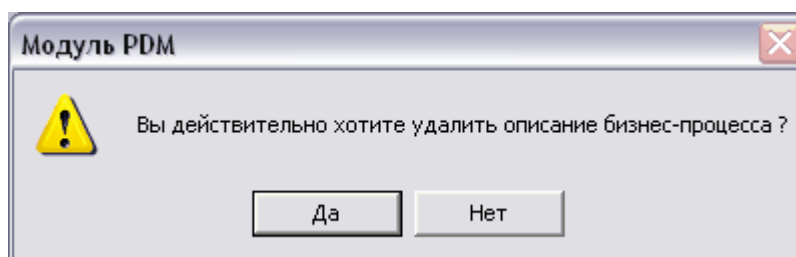 Модуль PDM
Вы действительно хотите удалить описание бизнес-процесса ?
Да
Нет